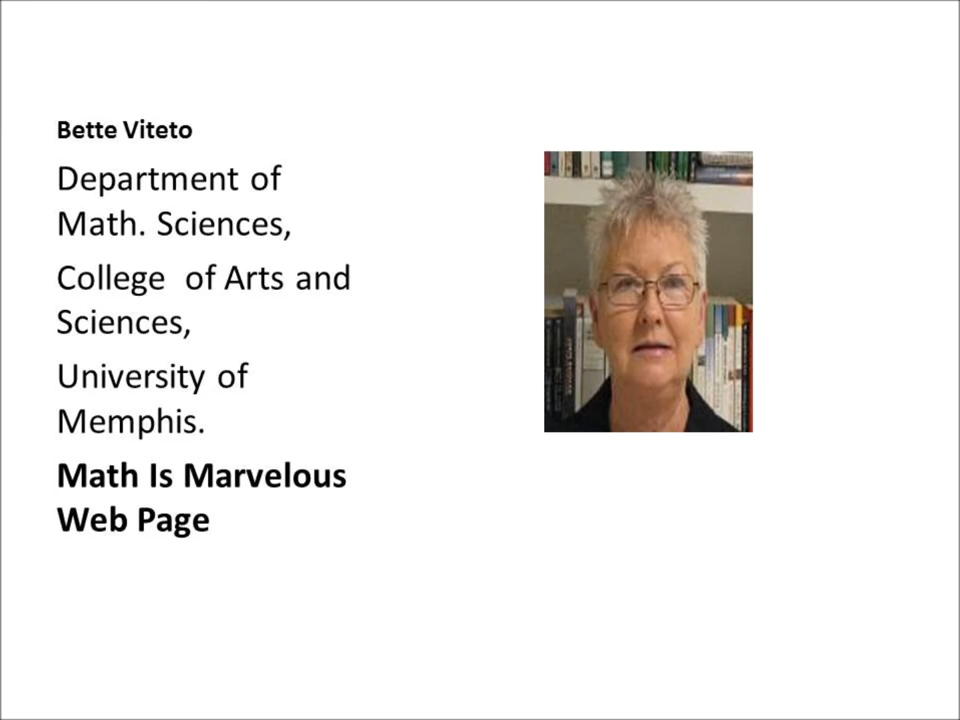 Bette Viteto
Department of
Math. Sciences,
College  of Arts and
Sciences,
University of
Memphis.
Math Is Marvelous
Web Page